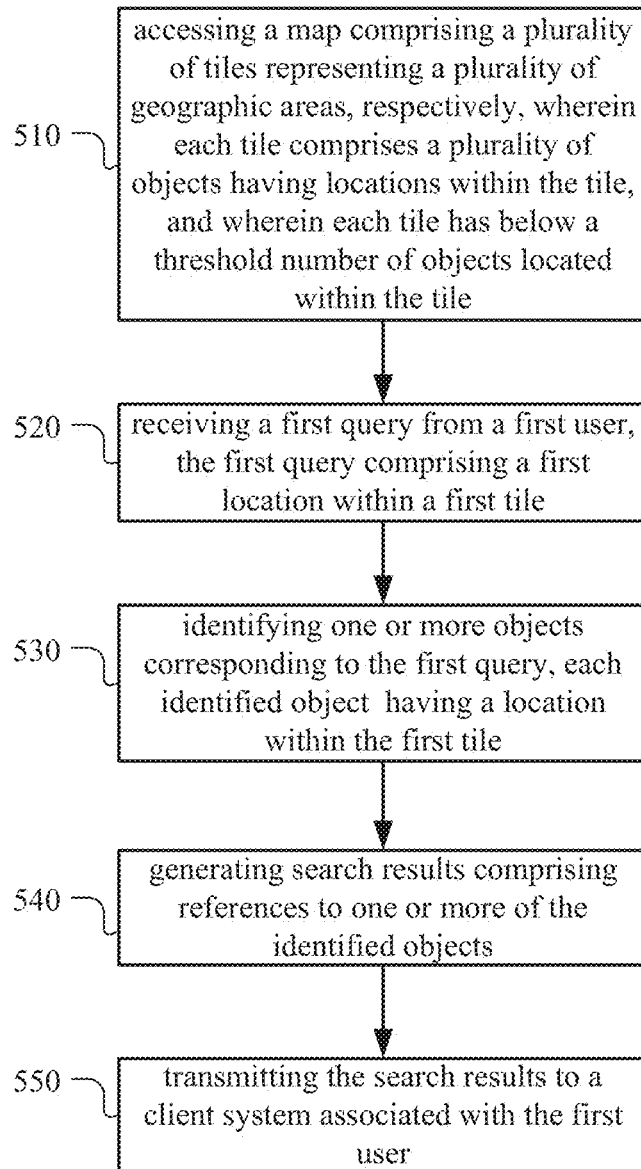 accessing a map comprising a plurality
of tiles representing a plurality of
geographic areas, respectively, wherein
each tile comprises a plurality of
objects having locations within the tile,
and wherein each tile has below a
threshold number of objects located
within the tile
510
receiving a first query from a first user,
the first query comprising a first
location within a first tile
520
identifying one or more objects
corresponding to the first query, each
identified object having a location
within the first tile
530
generating search results comprising
references to one or more of the
identified objects
540
transmitting the search results to a
client system associated with the first
user
550